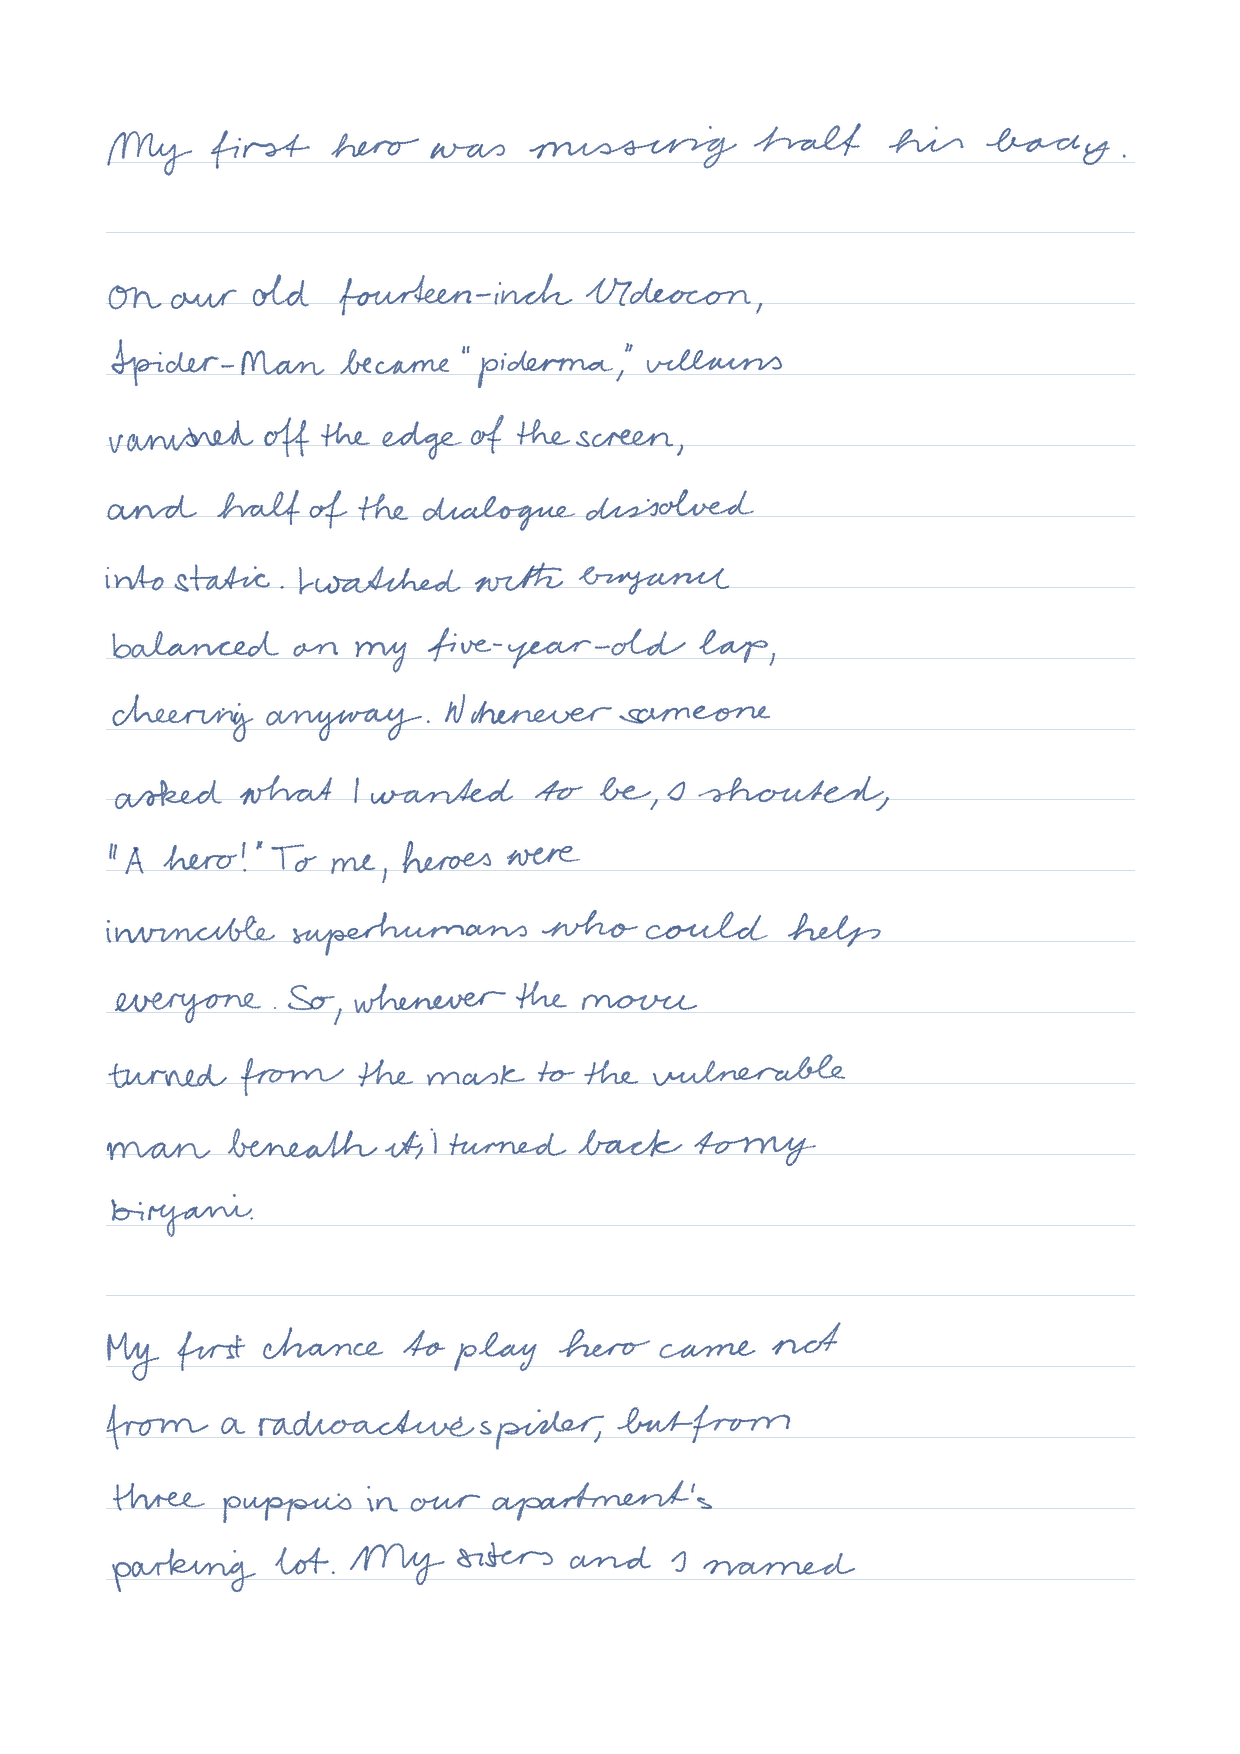 My first hero was missing half his body.
On our old fourteen-inch Videocon,
Spider-Man became "piderma," villains
vanished off the edge of the screen,
and half of the dialogue dissolved
into static. I watched with biryani
balanced on my five-year-old lap,
cheering anyway. Whenever someone
asked what I wanted to be, I shouted,
"A hero!" To me, heroes were
invincible superhumans who could help
everyone. So, whenever the movie
turned from the mask to the vulnerable
man beneath it, I turned back to my
biryani.
My first chance to play hero came not
from a radioactive spider, but from
three puppies in our apartment's
parking lot. My sisters and I named